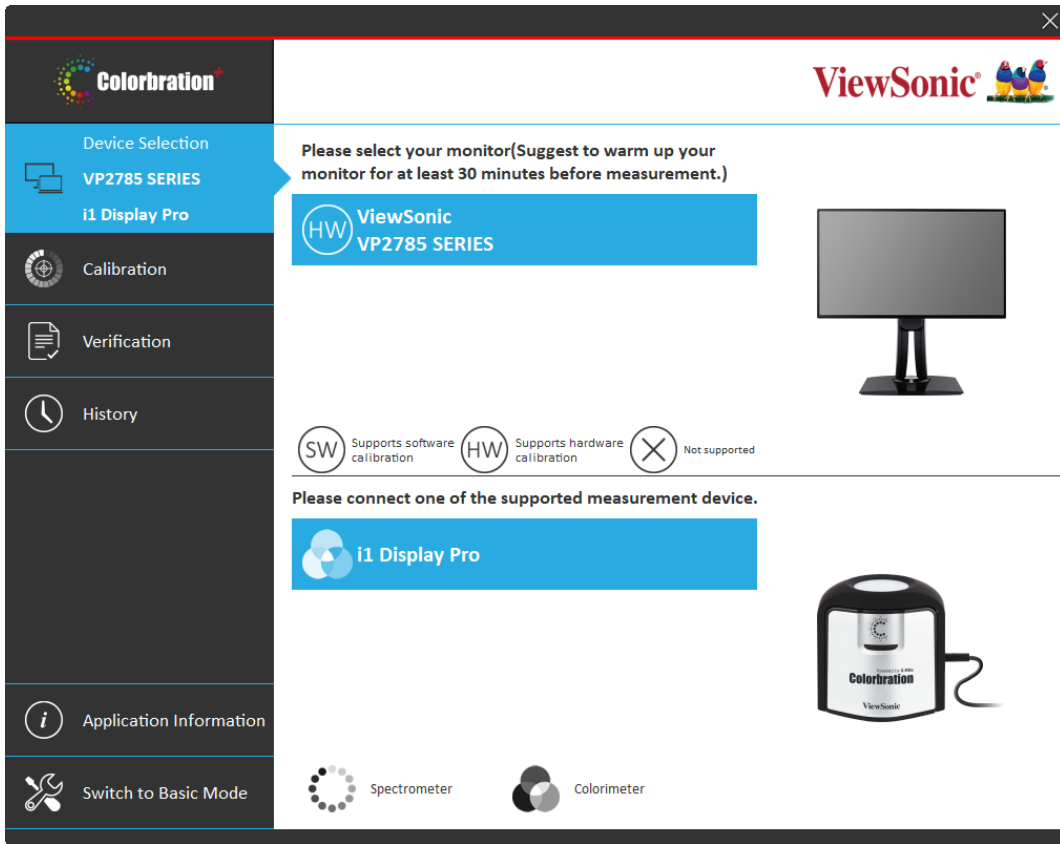 Colorbration+
ViewSonic®
Device Selection
VP2785 SERIES
i1 Display Pro
Calibration
Verification
History
Application Information
Switch to Basic Mode
Please select your monitor(Suggest to warm up your
monitor for at least 30 minutes before measurement.)
HW
ViewSonic
VP2785 SERIES
SW
Supports software
calibration
HW
Supports hardware
calibration
Not supported
Please connect one of the supported measurement device.
i1 Display Pro
Powered by X-Rite
Colorbration
ViewSonic
Spectrometer
Colorimeter